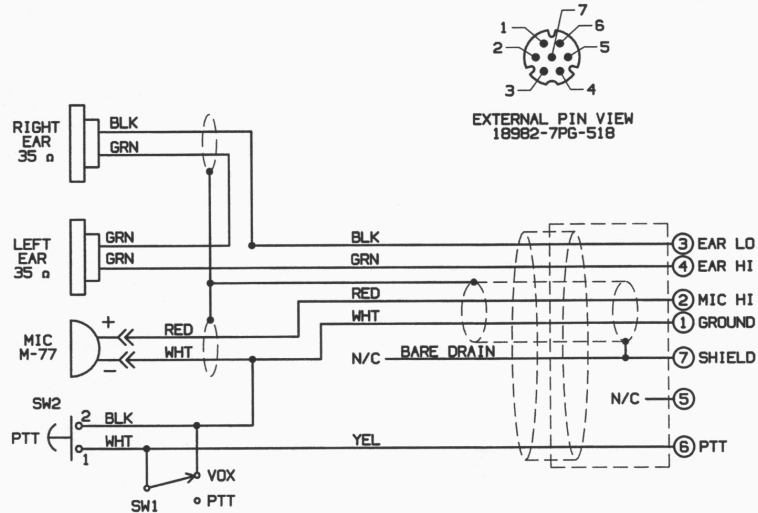 7
1
6
2
5
3
4
EXTERNAL PIN VIEW
18982-7PG-518
RIGHT
EAR
35 Ω
BLK
GRN
LEFT
EAR
35 Ω
GRN
GRN
BLK
GRN
3 EAR LO
4 EAR HI
MIC
M-77
+
−
RED
WHT
RED
WHT
2 MIC HI
1 GROUND
N/C
BARE DRAIN
7 SHIELD
N/C
5
SW2
PTT
2
1
BLK
WHT
YEL
6 PTT
VOX
PTT
SW1